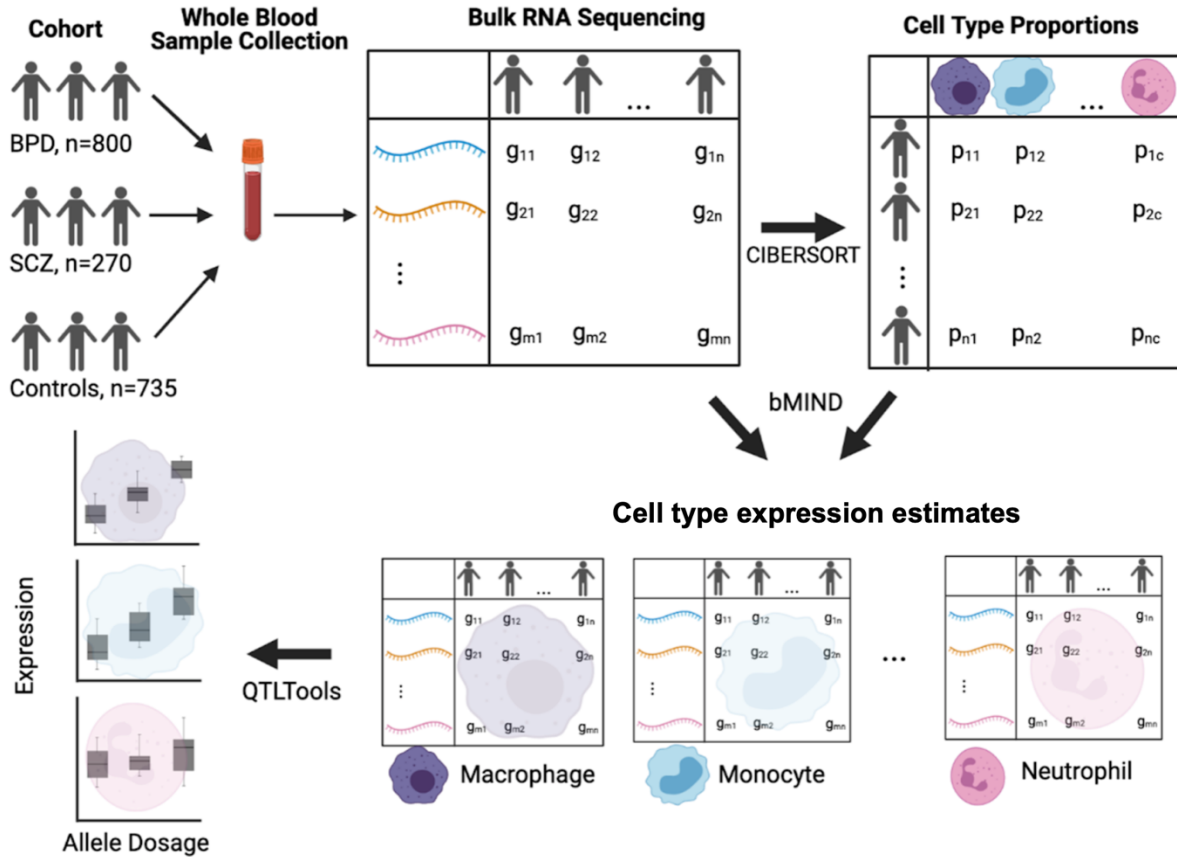 Cohort
Whole Blood
Sample Collection
Bulk RNA Sequencing
Cell Type Proportions
BPD, n=800
SCZ, n=270
Controls, n=735
...
g11 g12 g1n
g21 g22 g2n
...
gm1 gm2 gmn
CIBERSORT
...
p11 p12 p1c
p21 p22 p2c
...
pn1 pn2 pnc
bMIND
Cell type expression estimates
...
g11 g12 g1n
g21 g22 g2n
...
gm1 gm2 gmn
Macrophage
...
g11 g12 g1n
g21 g22 g2n
...
gm1 gm2 gmn
Monocyte
...
...
g11 g12 g1n
g21 g22 g2n
...
gm1 gm2 gmn
Neutrophil
QTLTools
Expression
Allele Dosage